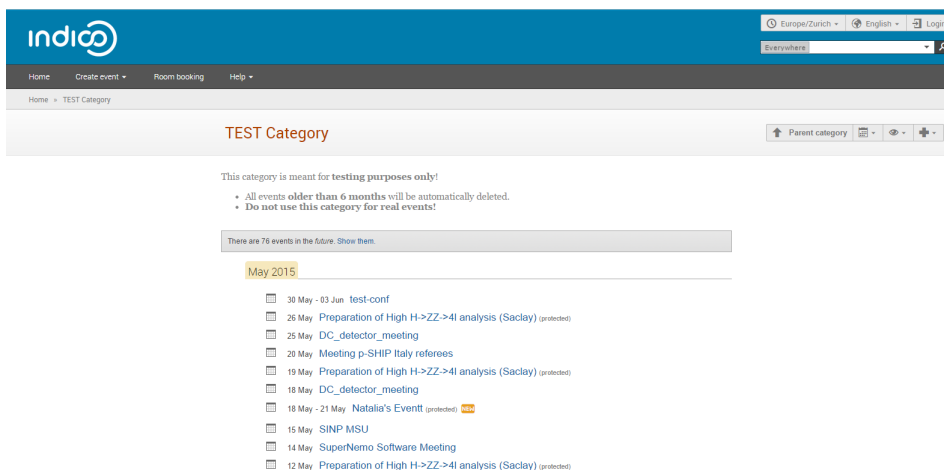 indico
Europe/Zurich
English
Login
Everywhere
Home Create event Room booking Help
Home » TEST Category
TEST Category
Parent category
This category is meant for testing purposes only!
• All events older than 6 months will be automatically deleted.
• Do not use this category for real events!
There are 76 events in the future. Show them.
May 2015
30 May - 03 Jun test-conf
26 May Preparation of High H->ZZ->4l analysis (Saclay) (protected)
25 May DC_detector_meeting
20 May Meeting p-SHIP Italy referees
19 May Preparation of High H->ZZ->4l analysis (Saclay) (protected)
18 May DC_detector_meeting
18 May - 21 May Natalia's Eventt (protected) NEW
15 May SINP MSU
14 May SuperNemo Software Meeting
12 May Preparation of High H->ZZ->4l analysis (Saclay) (protected)